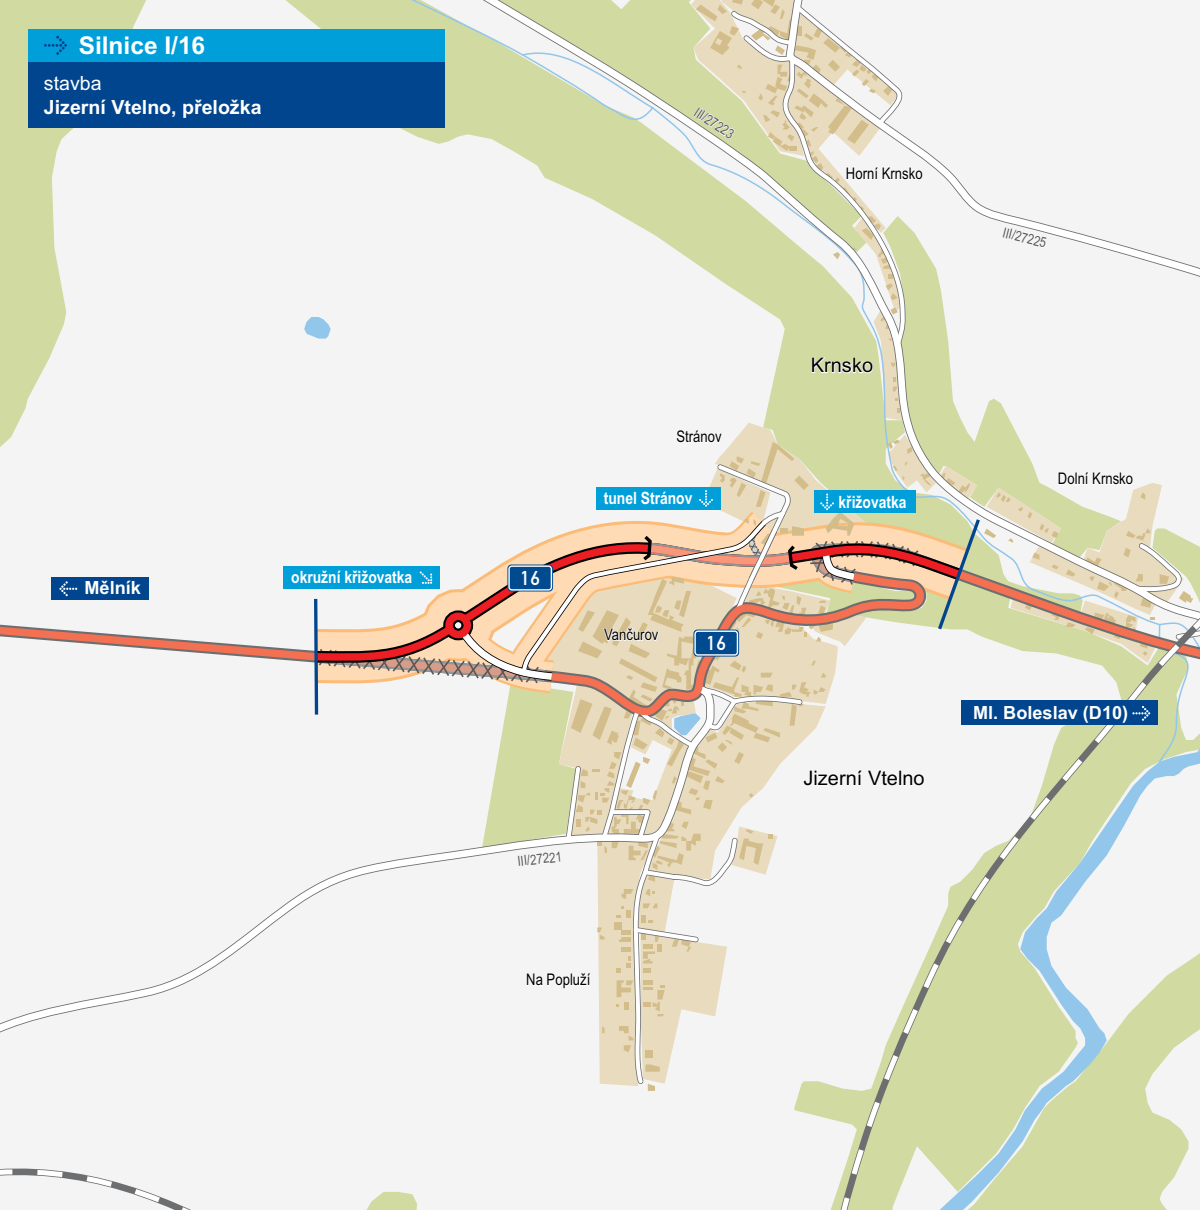 Silnice I/16
stavba
Jizerní Vtelno, přeložka
III/27223
Horní Krnsko
III/27225
Krnsko
Stránov
Dolní Krnsko
tunel Stránov
křižovatka
okružní křižovatka
16
Mělník
Vančurov
16
Ml. Boleslav (D10)
Jizerní Vtelno
III/27221
Na Popluží